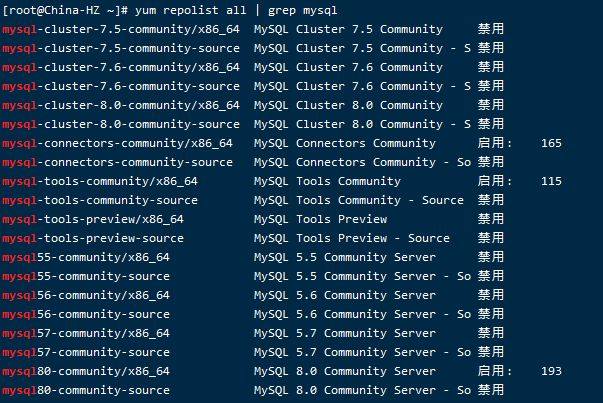 [root@China-HZ ~]# yum repolist all | grep mysql
mysql-cluster-7.5-community/x86_64 MySQL Cluster 7.5 Community 禁用
mysql-cluster-7.5-community-source MySQL Cluster 7.5 Community - S 禁用
mysql-cluster-7.6-community/x86_64 MySQL Cluster 7.6 Community 禁用
mysql-cluster-7.6-community-source MySQL Cluster 7.6 Community - S 禁用
mysql-cluster-8.0-community/x86_64 MySQL Cluster 8.0 Community 禁用
mysql-cluster-8.0-community-source MySQL Cluster 8.0 Community - S 禁用
mysql-connectors-community/x86_64 MySQL Connectors Community 启用: 165
mysql-connectors-community-source MySQL Connectors Community - So 禁用
mysql-tools-community/x86_64 MySQL Tools Community 启用: 115
mysql-tools-community-source MySQL Tools Community - Source 禁用
mysql-tools-preview/x86_64 MySQL Tools Preview 禁用
mysql-tools-preview-source MySQL Tools Preview - Source 禁用
mysql55-community/x86_64 MySQL 5.5 Community Server 禁用
mysql55-community-source MySQL 5.5 Community Server - So 禁用
mysql56-community/x86_64 MySQL 5.6 Community Server 禁用
mysql56-community-source MySQL 5.6 Community Server - So 禁用
mysql57-community/x86_64 MySQL 5.7 Community Server 禁用
mysql57-community-source MySQL 5.7 Community Server - So 禁用
mysql80-community/x86_64 MySQL 8.0 Community Server 启用: 193
mysql80-community-source MySQL 8.0 Community Server - So 禁用